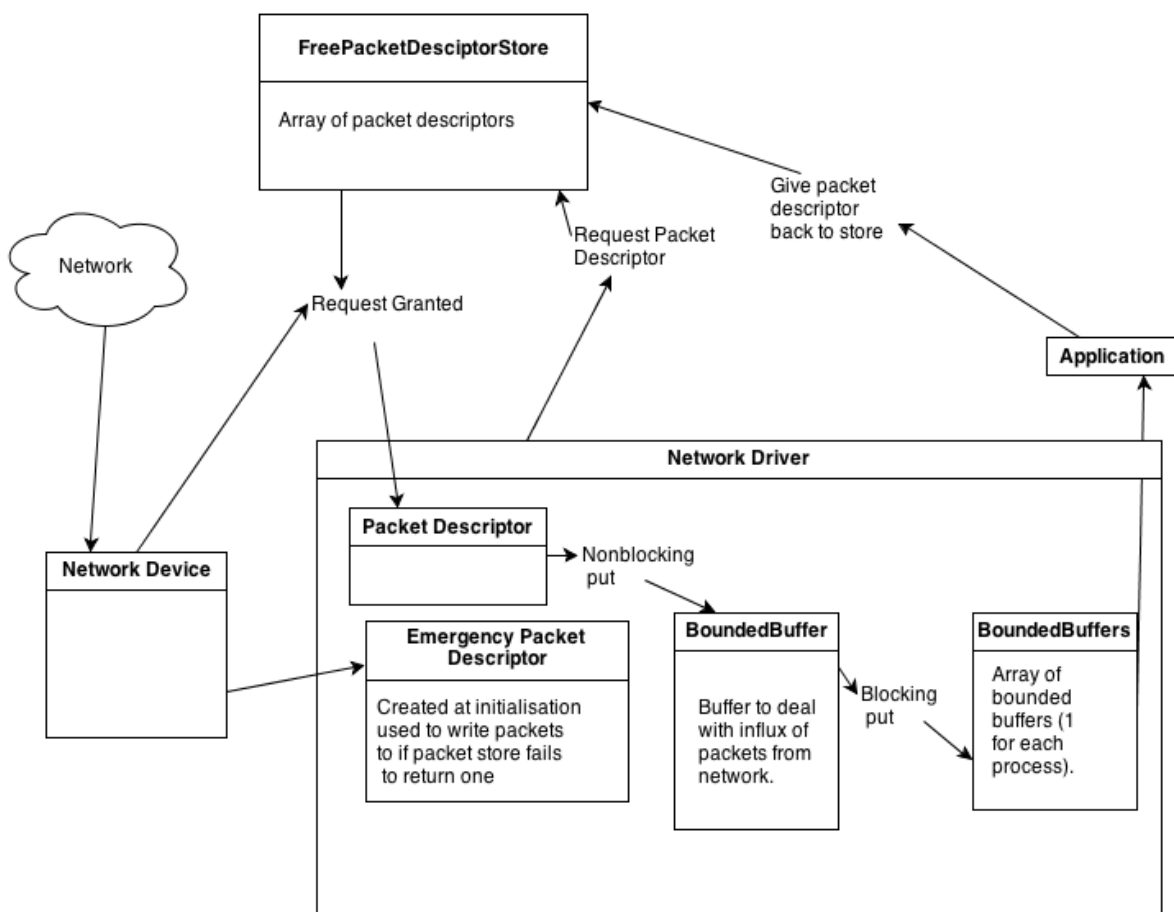 FreePacketDesciptorStore
Array of packet descriptors
Give packet
descriptor
back to store
Request Packet
Descriptor
Network
Request Granted
Application
Network Driver
Packet Descriptor
Nonblocking
put
Network Device
Emergency Packet
Descriptor
Created at initialisation
used to write packets
to if packet store fails
to return one
BoundedBuffer
Buffer to deal
with influx of
packets from
network.
Blocking
put
BoundedBuffers
Array of
bounded
buffers (1
for each
process).